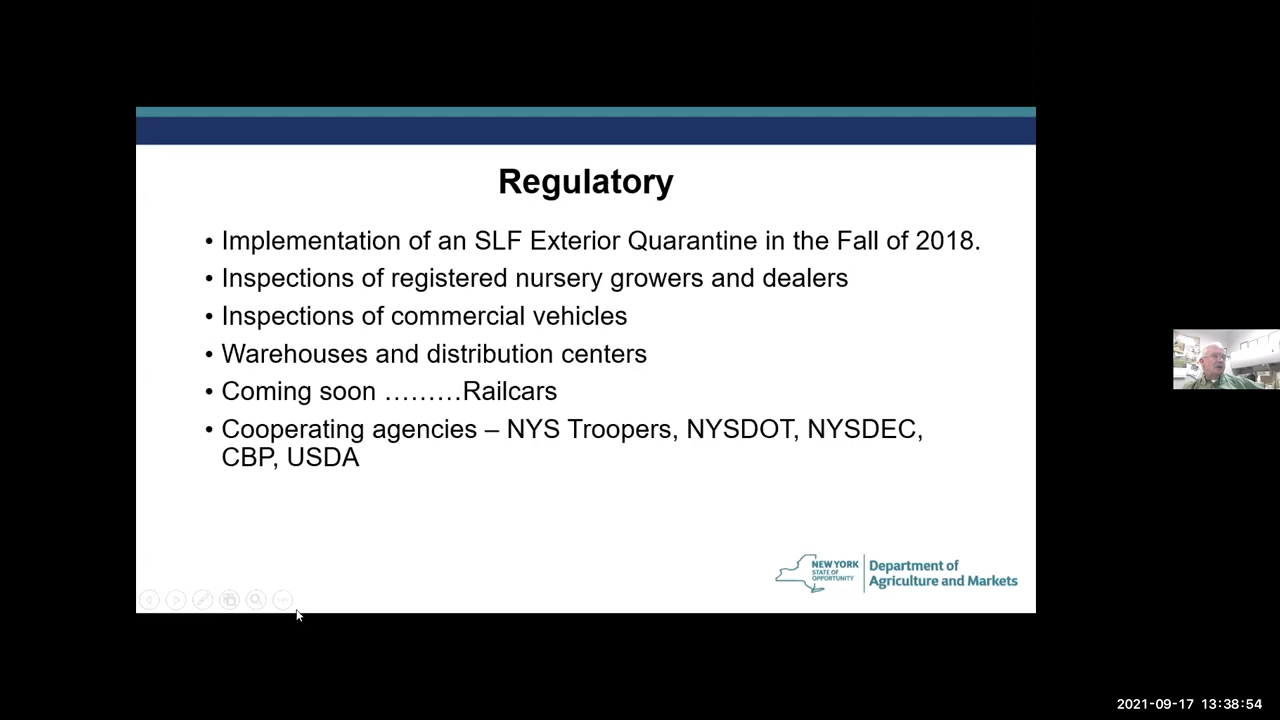 Regulatory
• Implementation of an SLF Exterior Quarantine in the Fall of 2018.
• Inspections of registered nursery growers and dealers
• Inspections of commercial vehicles
• Warehouses and distribution centers
• Coming soon ………Railcars
• Cooperating agencies – NYS Troopers, NYSDOT, NYSDEC,
CBP, USDA
NEW YORK
STATE OF
OPPORTUNITY
Department of
Agriculture and Markets
2021-09-17 13:38:54